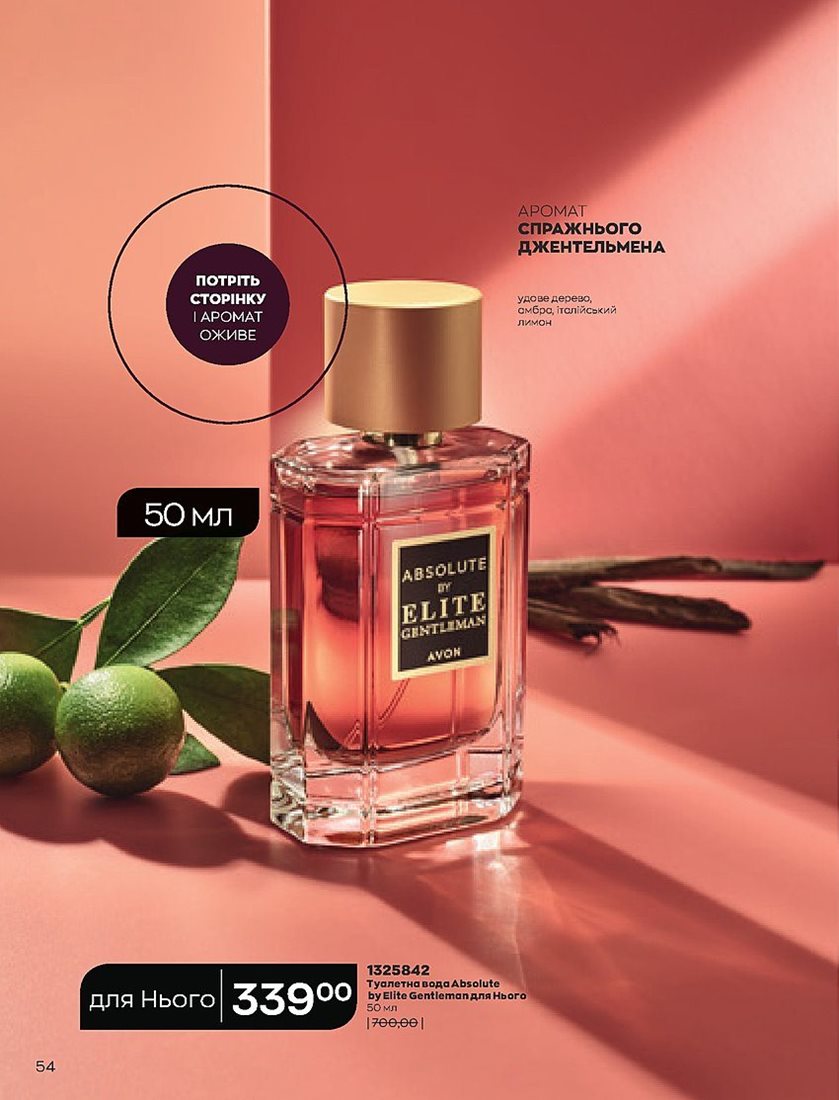 АРОМАТ
СПРАЖНЬОГО
ДЖЕНТЕЛЬМЕНА
удове дерево,
амбра, італійський
лимон
ПОТРІТЬ
СТОРІНКУ
І АРОМАТ
ОЖИВЕ
50 мл
ABSOLUTE
BY
ELITE
GENTLEMAN
AVON
для Нього 339⁰⁰
1325842
Туалетна вода Absolute
by Elite Gentleman для Нього
50 мл
|700,00|
54